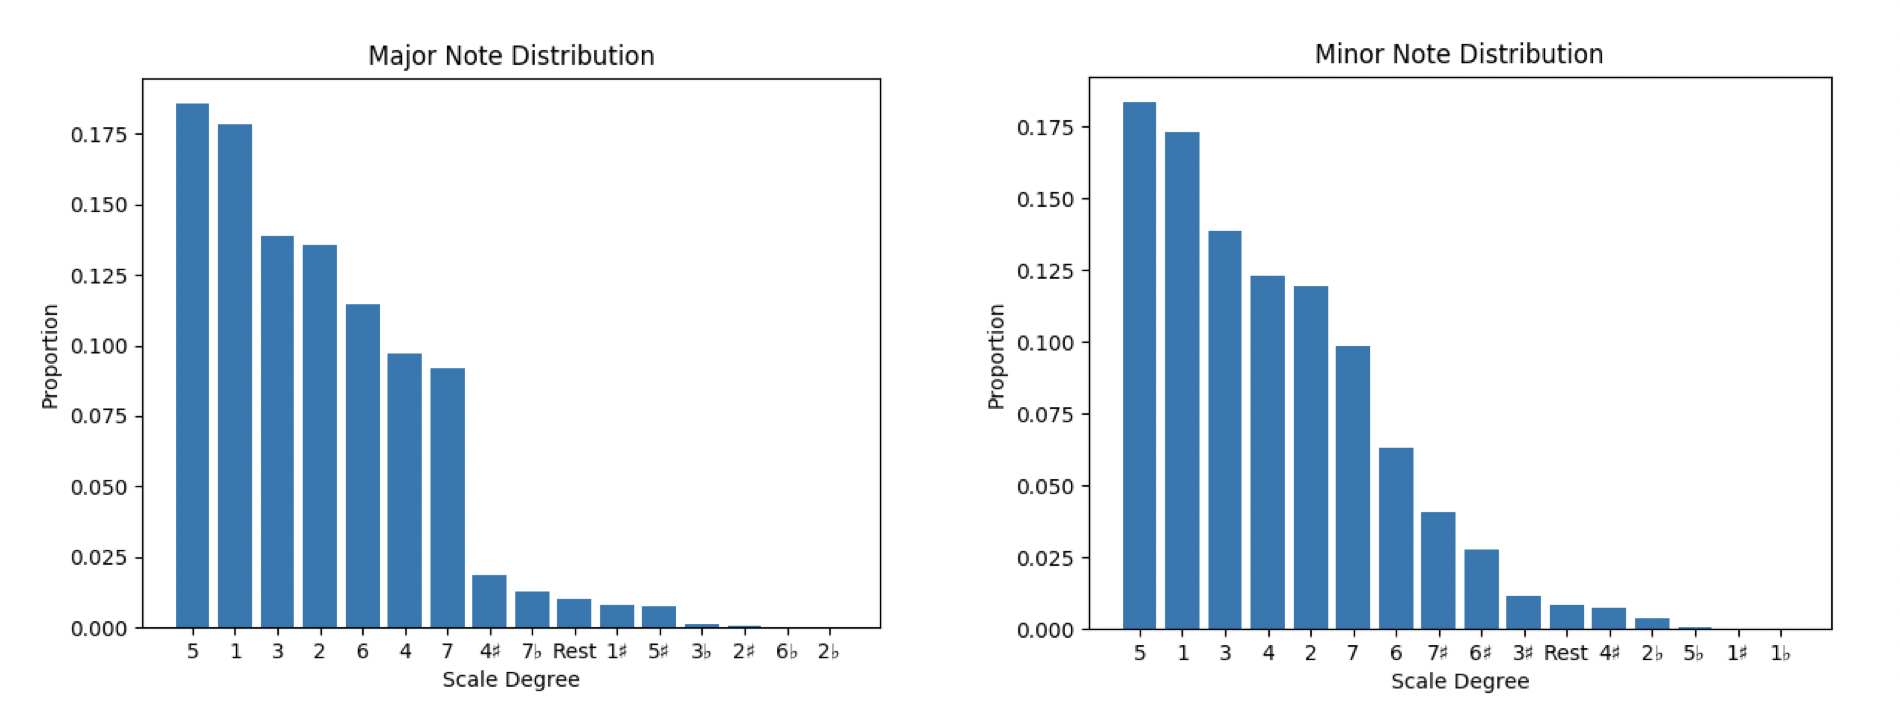 Major Note Distribution
Proportion
0.175
0.150
0.125
0.100
0.075
0.050
0.025
0.000
5 1 3 2 6 4 7 4♯ 7♭ Rest 1♯ 5♯ 3♭ 2♯ 6♭ 2♭
Scale Degree
Minor Note Distribution
Proportion
0.175
0.150
0.125
0.100
0.075
0.050
0.025
0.000
5 1 3 4 2 7 6 7♯ 6♯ 3♯ Rest 4♯ 2♭ 5♭ 1♯ 1♭
Scale Degree